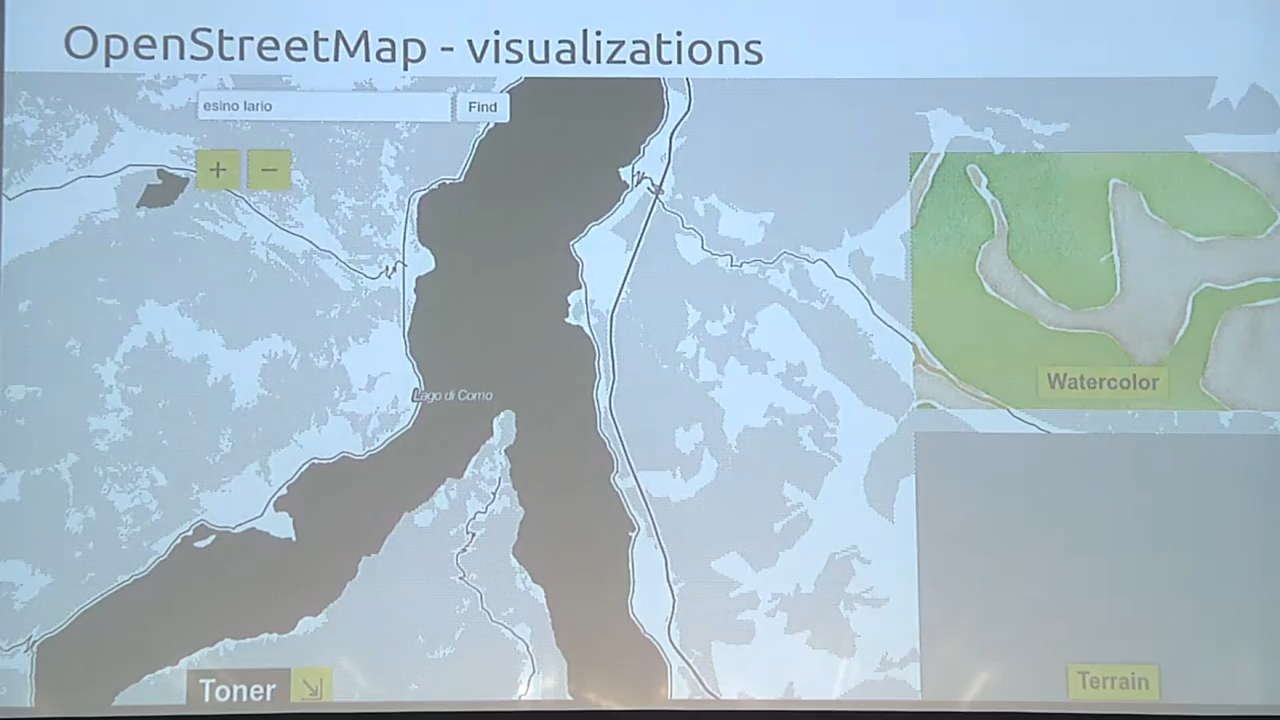 OpenStreetMap - visualizations
esino lario
Find
+
−
Lago di Como
Watercolor
Toner
Terrain